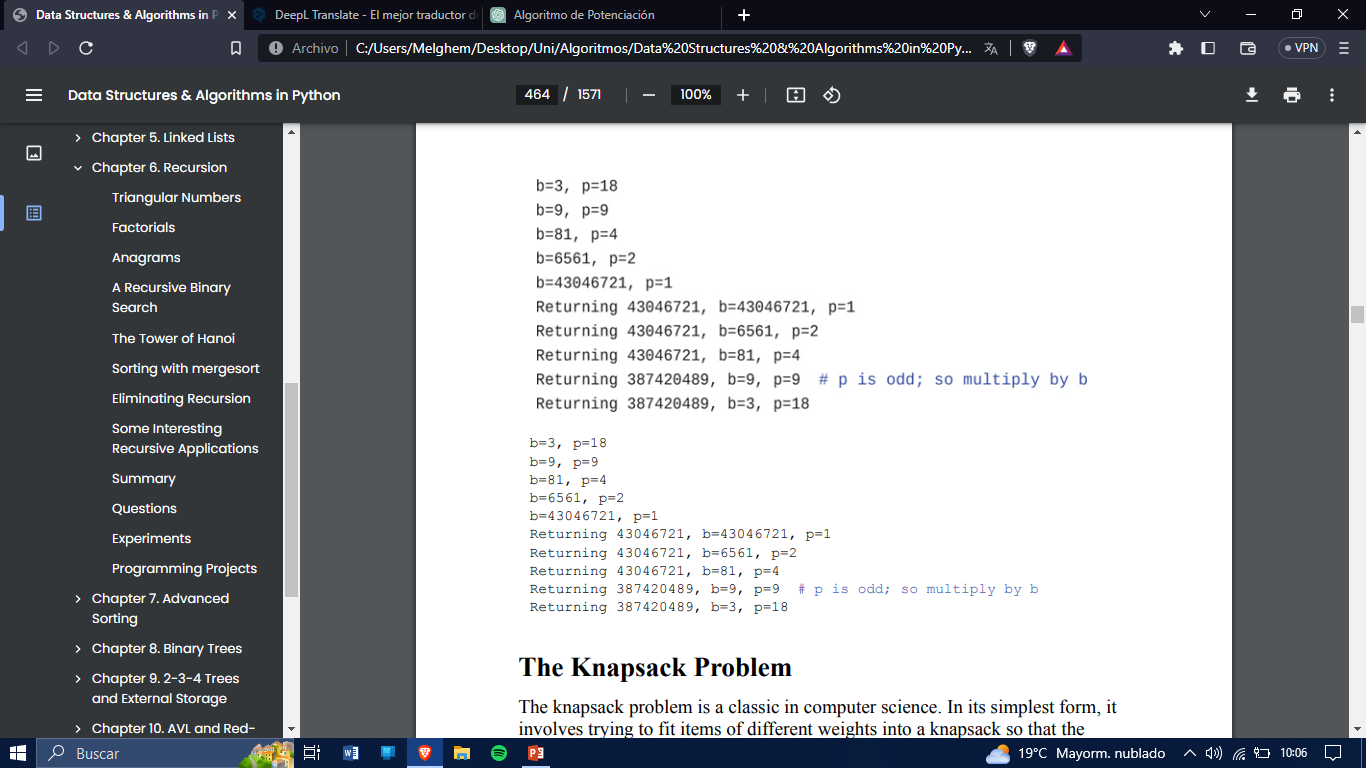 Data Structures & Algorithms in P
DeepL Translate - El mejor traductor d
Algoritmo de Potenciación
Archivo
C:/Users/Melghem/Desktop/Uni/Algoritmos/Data%20Structures%20&%20Algorithms%20in%20Py...
VPN
Data Structures & Algorithms in Python
464 / 1571
100%
Chapter 5. Linked Lists
Chapter 6. Recursion
Triangular Numbers
Factorials
Anagrams
A Recursive Binary
Search
The Tower of Hanoi
Sorting with mergesort
Eliminating Recursion
Some Interesting
Recursive Applications
Summary
Questions
Experiments
Programming Projects
Chapter 7. Advanced
Sorting
Chapter 8. Binary Trees
Chapter 9. 2-3-4 Trees
and External Storage
Chapter 10. AVL and Red-
b=3, p=18
b=9, p=9
b=81, p=4
b=6561, p=2
b=43046721, p=1
Returning 43046721, b=43046721, p=1
Returning 43046721, b=6561, p=2
Returning 43046721, b=81, p=4
Returning 387420489, b=9, p=9 # p is odd; so multiply by b
Returning 387420489, b=3, p=18
b=3, p=18
b=9, p=9
b=81, p=4
b=6561, p=2
b=43046721, p=1
Returning 43046721, b=43046721, p=1
Returning 43046721, b=6561, p=2
Returning 43046721, b=81, p=4
Returning 387420489, b=9, p=9 # p is odd; so multiply by b
Returning 387420489, b=3, p=18
The Knapsack Problem
The knapsack problem is a classic in computer science. In its simplest form, it
involves trying to fit items of different weights into a knapsack so that the
Buscar
19°C Mayorm. nublado
10:06